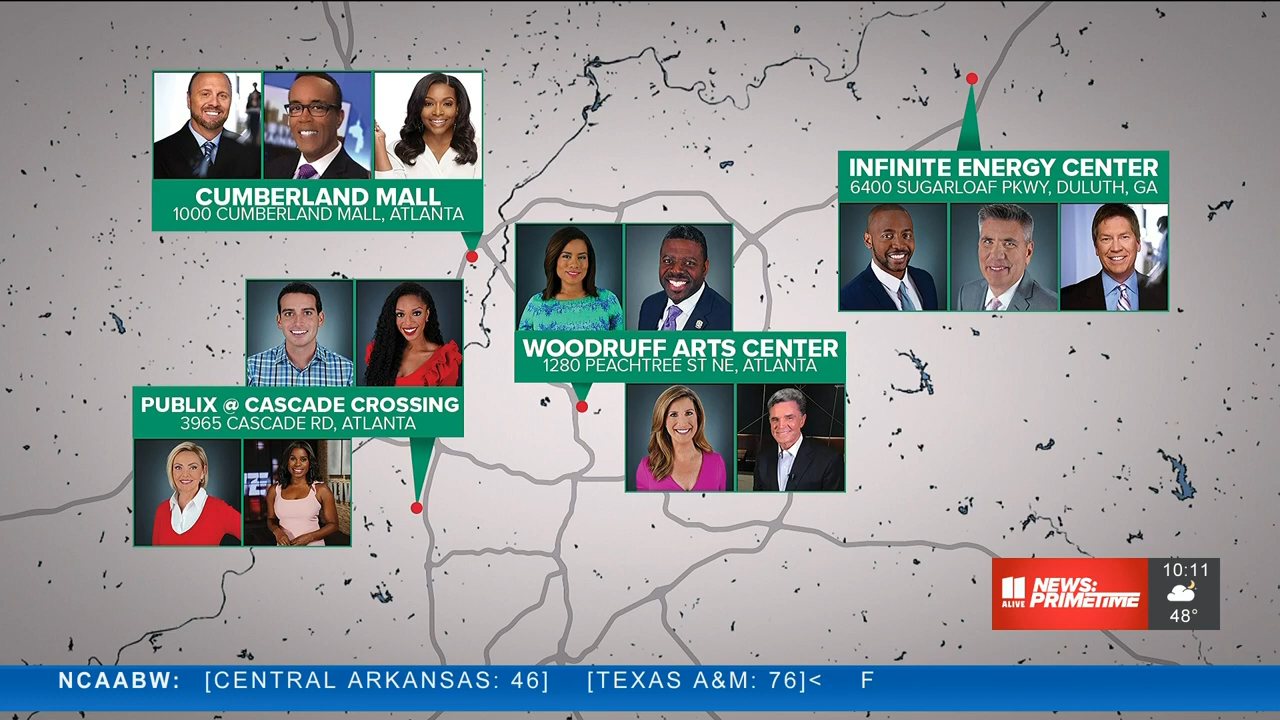 CUMBERLAND MALL
1000 CUMBERLAND MALL, ATLANTA
INFINITE ENERGY CENTER
6400 SUGARLOAF PKWY, DULUTH, GA
WOODRUFF ARTS CENTER
1280 PEACHTREE ST NE, ATLANTA
PUBLIX @ CASCADE CROSSING
3965 CASCADE RD, ATLANTA
11 ALIVE
NEWS:
PRIMETIME
10:11
48°
NCAABW: [CENTRAL ARKANSAS: 46] [TEXAS A&M: 76]< F